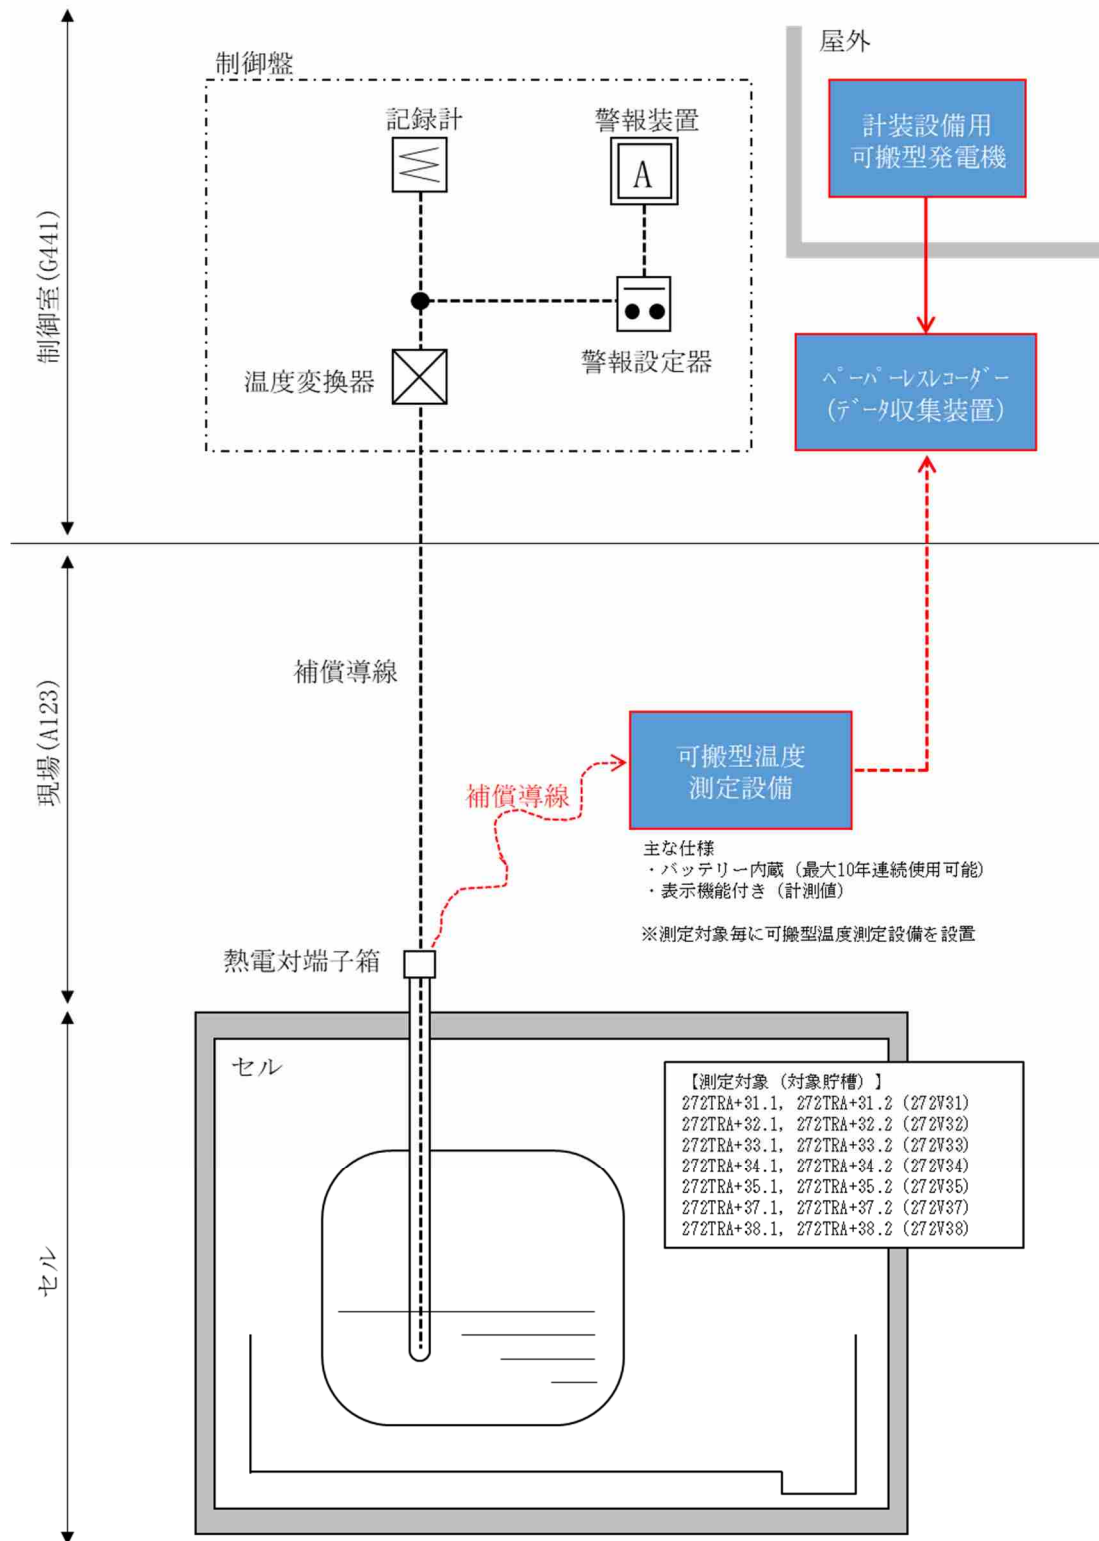 屋外
制御盤
記録計
警報装置
計装設備用
可搬型発電機
A
制御室(G441)
温度変換器
警報設定器
ペーパーレスレコーダー
(データ収集装置)
補償導線
現場(A123)
補償導線
可搬型温度
測定設備
主な仕様
・バッテリー内蔵（最大10年連続使用可能）
・表示機能付き（計測値）
※測定対象毎に可搬型温度測定設備を設置
熱電対端子箱
セル
セル
【測定対象（対象貯槽）】
272TRA+31.1, 272TRA+31.2 (272V31)
272TRA+32.1, 272TRA+32.2 (272V32)
272TRA+33.1, 272TRA+33.2 (272V33)
272TRA+34.1, 272TRA+34.2 (272V34)
272TRA+35.1, 272TRA+35.2 (272V35)
272TRA+37.1, 272TRA+37.2 (272V37)
272TRA+38.1, 272TRA+38.2 (272V38)